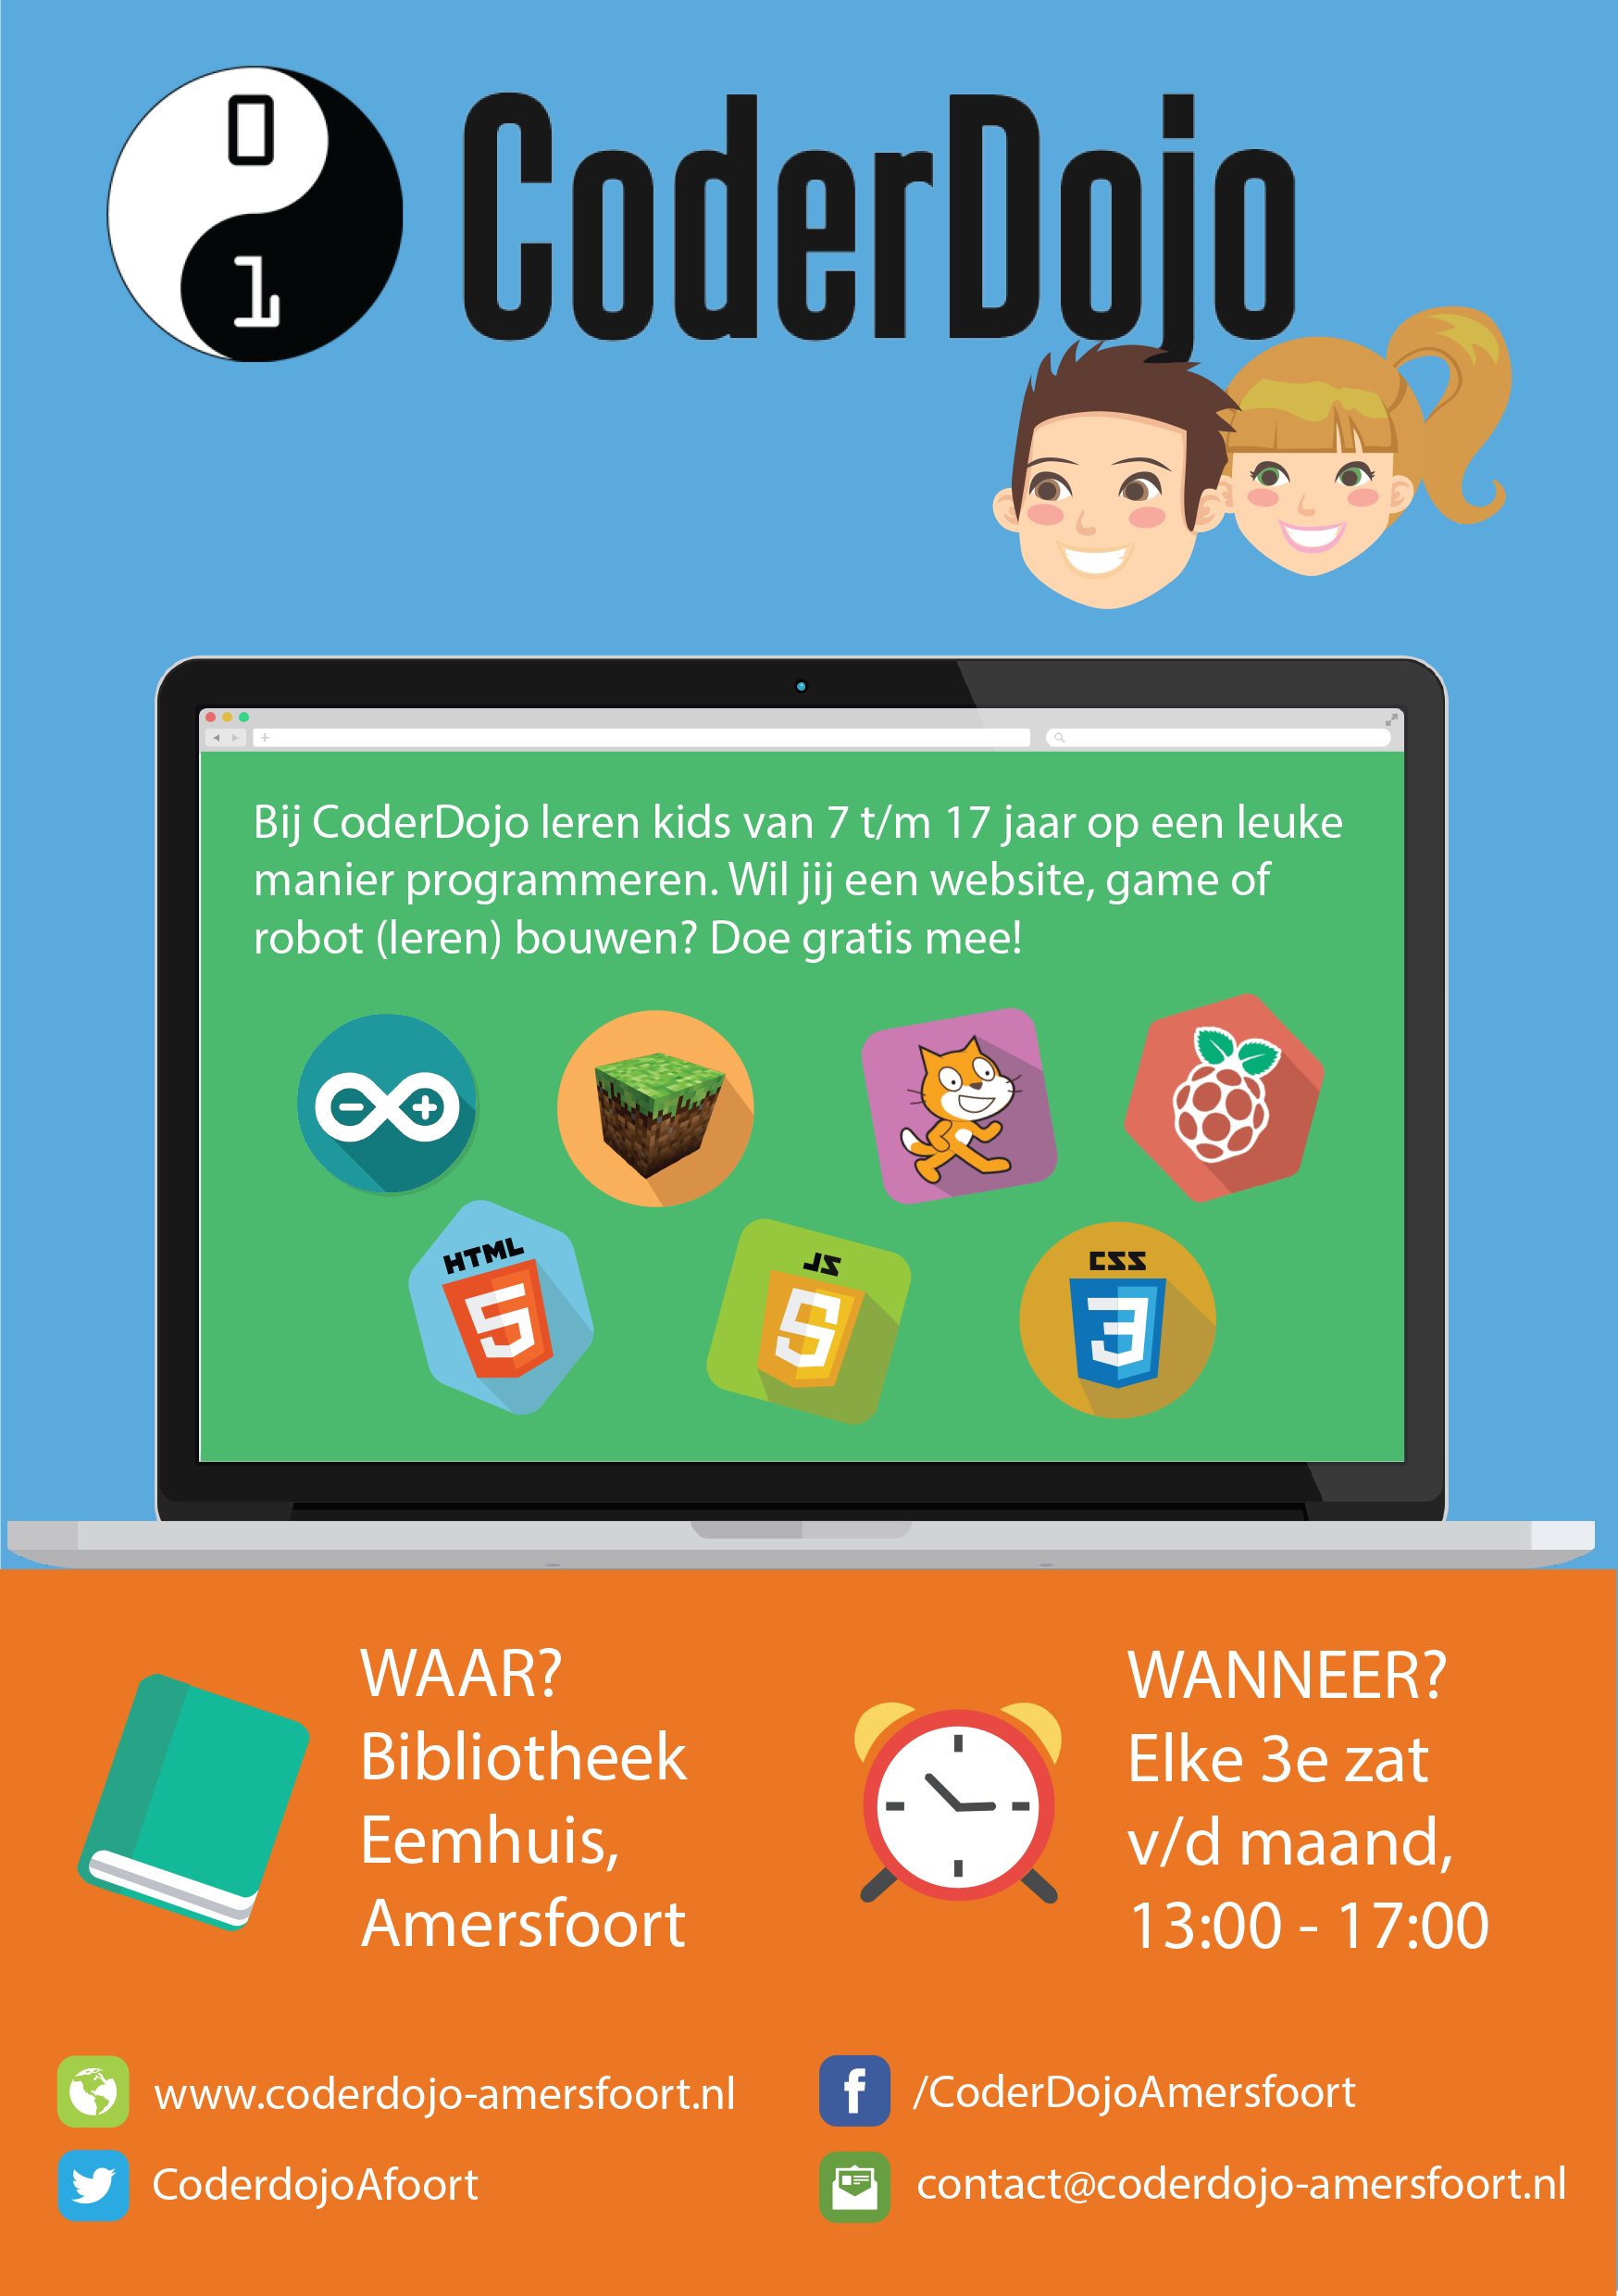 0
1
CoderDojo
Bij CoderDojo leren kids van 7 t/m 17 jaar op een leuke
manier programmeren. Wil jij een website, game of
robot (leren) bouwen? Doe gratis mee!
HTML
5
JS
5
CSS
3
WAAR?
Bibliotheek
Eemhuis,
Amersfoort
WANNEER?
Elke 3e zat
v/d maand,
13:00 - 17:00
www.coderdojo-amersfoort.nl
/CoderDojoAmersfoort
CoderdojoAfoort
contact@coderdojo-amersfoort.nl